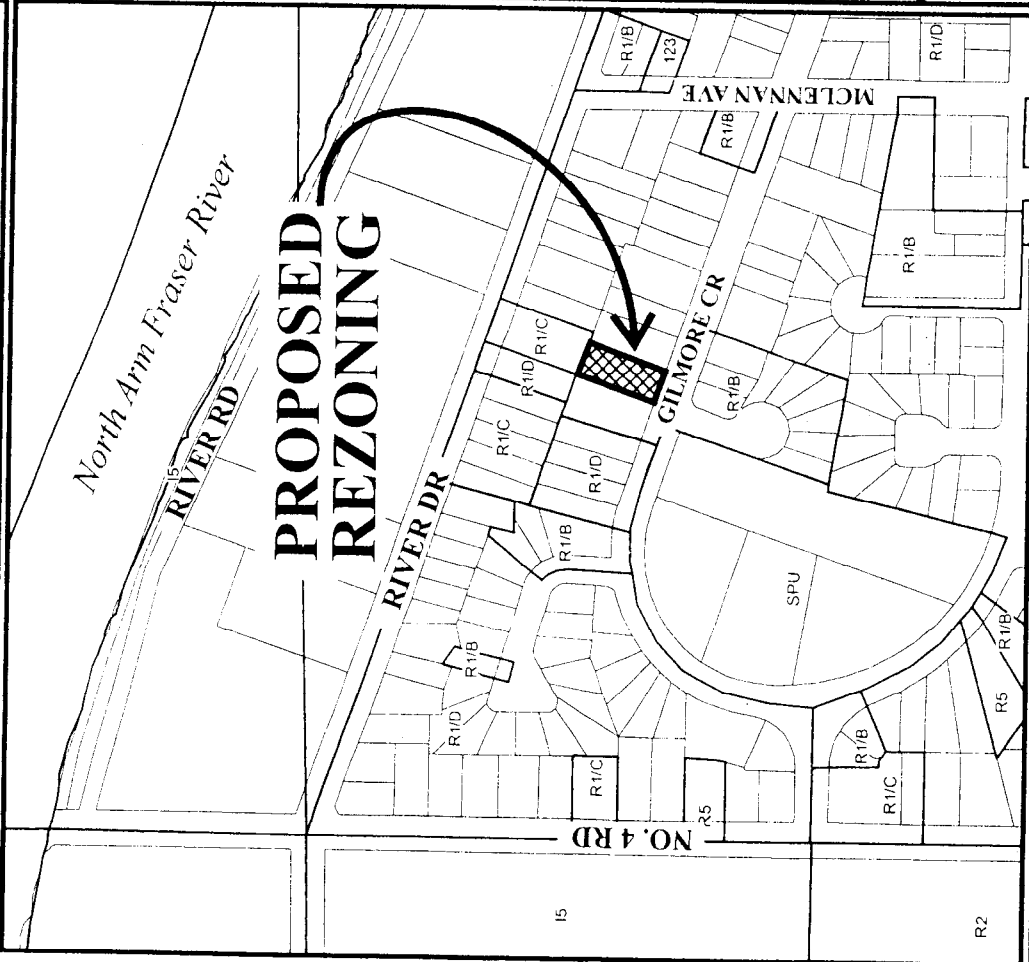 North Arm Fraser River
I5
RIVER RD
PROPOSED
REZONING
RIVER DR
R1/B
123
R1/D
MCLENNAN AVE
R1/B
R1/B
R1/C
R1/D
R1/C
GILMORE CR
R1/B
R1/D
R1/B
R1/B
R1/D
SPU
R1/B
R5
R1/B
R1/C
R1/C
R5
NO. 4 RD
I5
R2